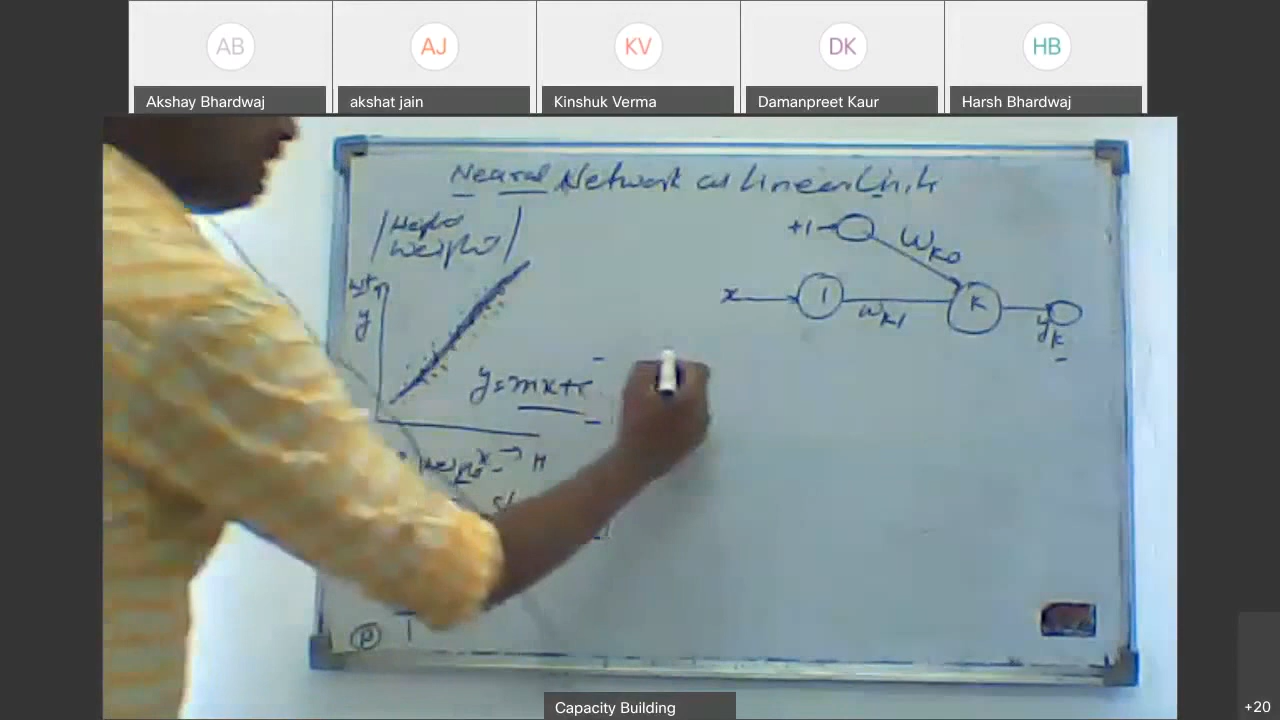 AB
AJ
KV
DK
HB
Akshay Bhardwaj
akshat jain
Kinshuk Verma
Damanpreet Kaur
Harsh Bhardwaj
Neural Network as Linear
+1
WK0
wt
y
x
1
WK1
K
yK
y=mx+c
x → H
P
Capacity Building
+20